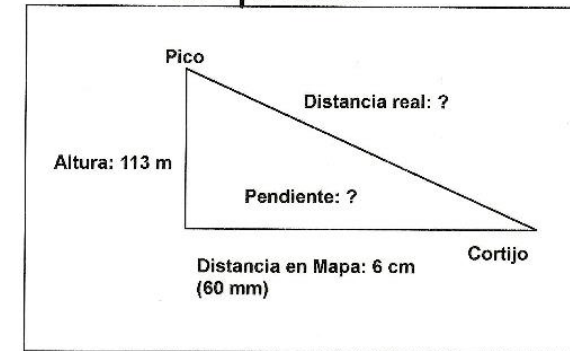 Pico
Distancia real: ?
Altura: 113 m
Pendiente: ?
Cortijo
Distancia en Mapa: 6 cm
(60 mm)